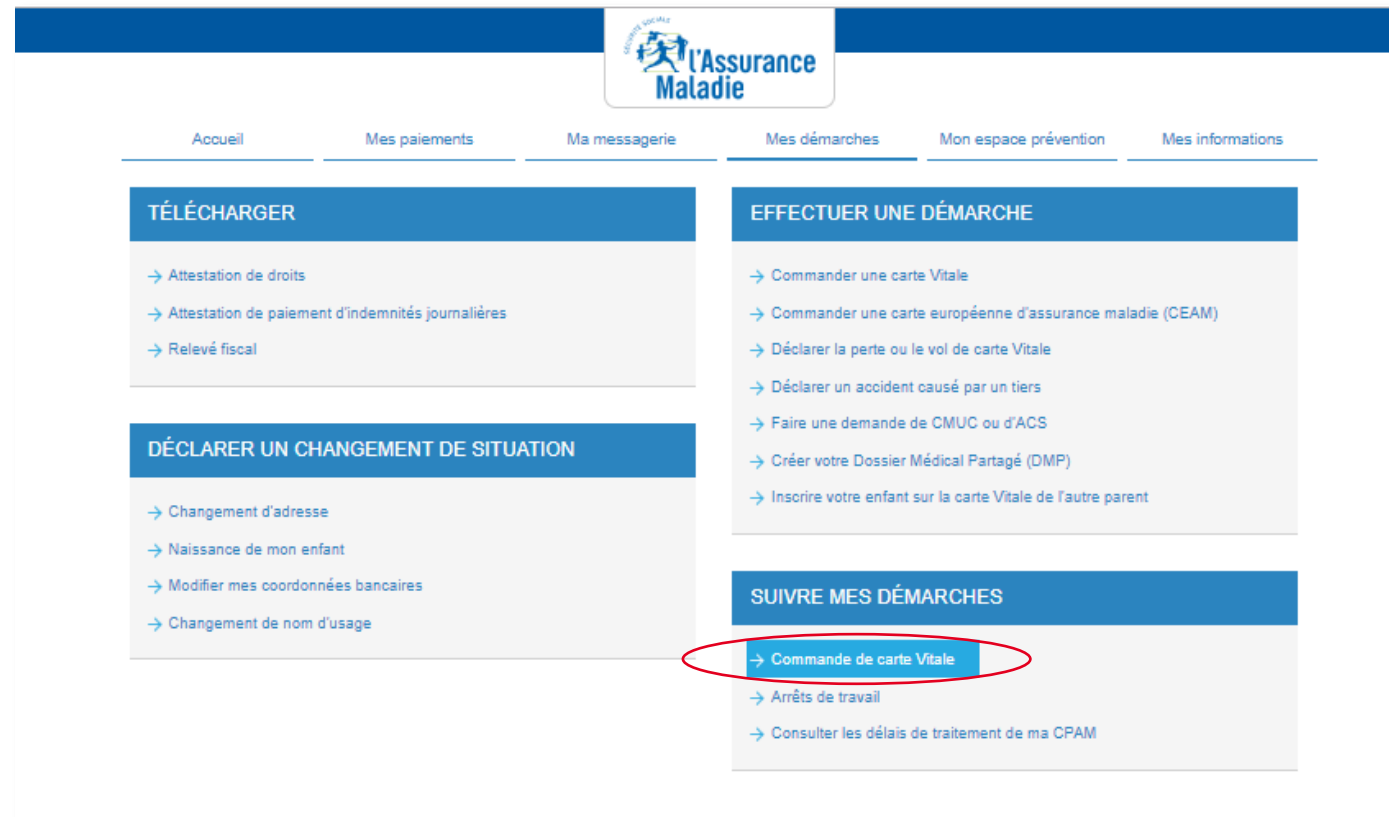 SÉCURITÉ SOCIALE
l'Assurance
Maladie
Accueil
Mes paiements
Ma messagerie
Mes démarches
Mon espace prévention
Mes informations
TÉLÉCHARGER
→ Attestation de droits
→ Attestation de paiement d'indemnités journalières
→ Relevé fiscal
DÉCLARER UN CHANGEMENT DE SITUATION
→ Changement d'adresse
→ Naissance de mon enfant
→ Modifier mes coordonnées bancaires
→ Changement de nom d'usage
EFFECTUER UNE DÉMARCHE
→ Commander une carte Vitale
→ Commander une carte européenne d'assurance maladie (CEAM)
→ Déclarer la perte ou le vol de carte Vitale
→ Déclarer un accident causé par un tiers
→ Faire une demande de CMUC ou d'ACS
→ Créer votre Dossier Médical Partagé (DMP)
→ Inscrire votre enfant sur la carte Vitale de l'autre parent
SUIVRE MES DÉMARCHES
→ Commande de carte Vitale
→ Arrêts de travail
→ Consulter les délais de traitement de ma CPAM